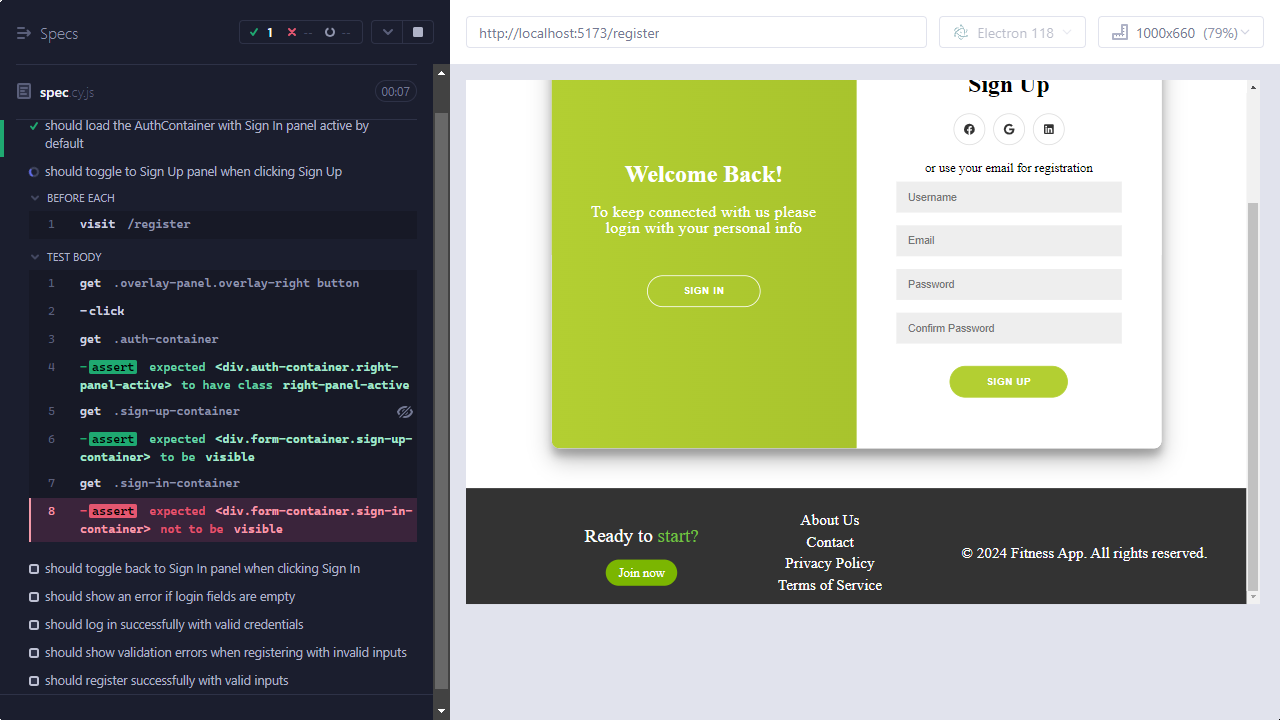 Specs
1 -- --
spec.cy.js
00:07
should load the AuthContainer with Sign In panel active by
default
should toggle to Sign Up panel when clicking Sign Up
BEFORE EACH
1 visit /register
TEST BODY
1 get .overlay-panel.overlay-right button
2 -click
3 get .auth-container
4 -assert expected <div.auth-container.right-
panel-active> to have class right-panel-active
5 get .sign-up-container
6 -assert expected <div.form-container.sign-up-
container> to be visible
7 get .sign-in-container
8 -assert expected <div.form-container.sign-in-
container> not to be visible
should toggle back to Sign In panel when clicking Sign In
should show an error if login fields are empty
should log in successfully with valid credentials
should show validation errors when registering with invalid inputs
should register successfully with valid inputs
http://localhost:5173/register
Electron 118
1000x660 (79%)
Welcome Back!
To keep connected with us please
login with your personal info
SIGN IN
Sign Up
or use your email for registration
Username
Email
Password
Confirm Password
SIGN UP
Ready to start?
Join now
About Us
Contact
Privacy Policy
Terms of Service
© 2024 Fitness App. All rights reserved.